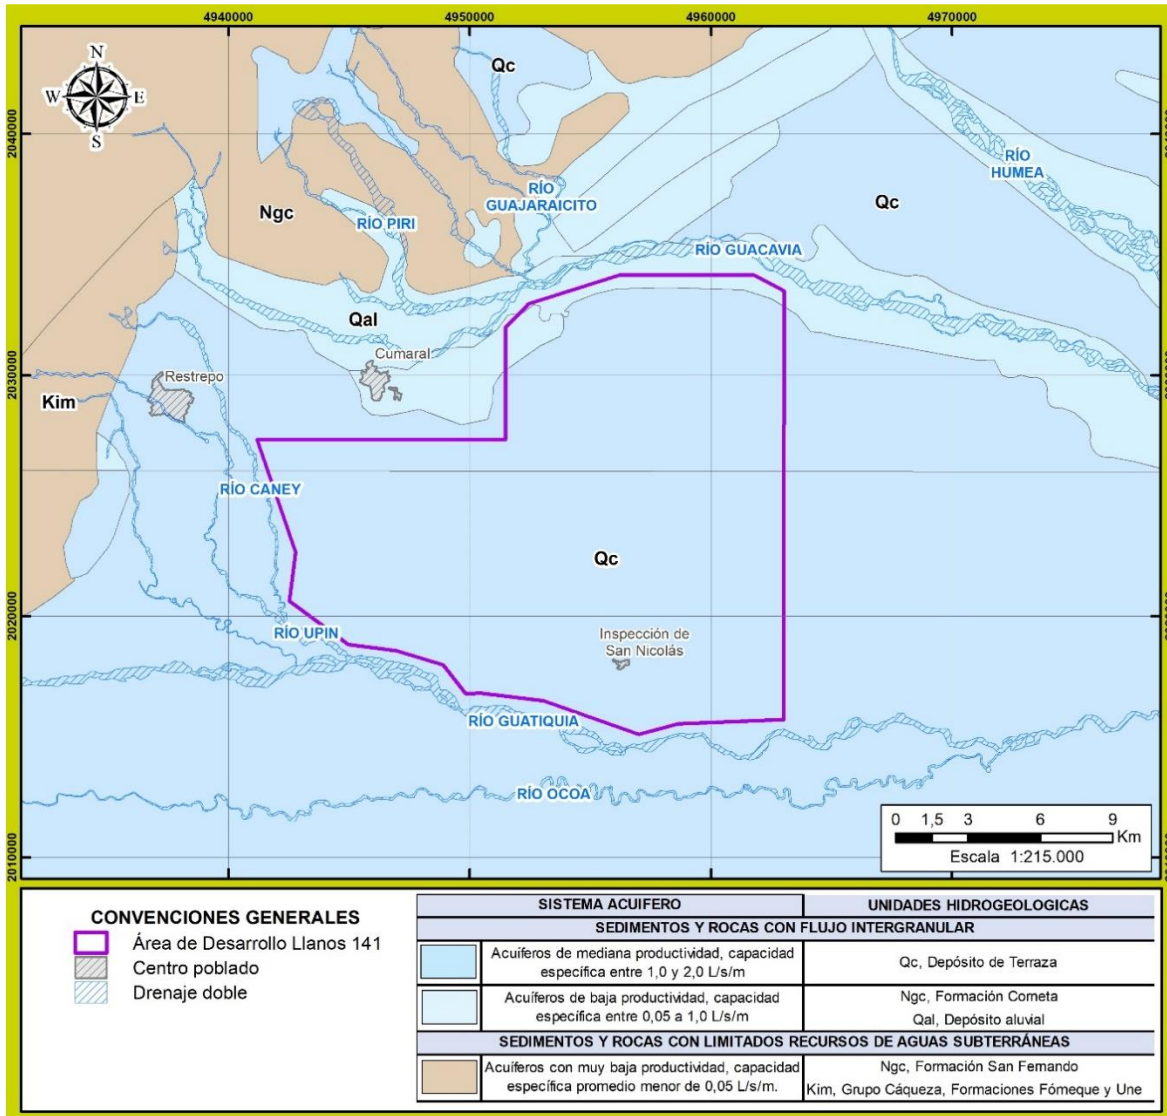 4940000
4950000
4960000
4970000
N
W
E
S
2040000
2030000
2020000
2010000
Qc
RÍO
HUMEA
RÍO
GUAJARAICITO
Qc
Ngc
RÍO PIRI
RÍO GUACAVIA
Qal
Cumaral
Restrepo
Kim
RÍO CANEY
Qc
RÍO UPIN
Inspección de
San Nicolás
RÍO GUATIQUIA
RÍO OCOA
0 1,5 3 6 9
Km
Escala 1:215.000
CONVENCIONES GENERALES
Área de Desarrollo Llanos 141
Centro poblado
Drenaje doble
SISTEMA ACUIFERO
UNIDADES HIDROGEOLOGICAS
SEDIMENTOS Y ROCAS CON FLUJO INTERGRANULAR
Acuíferos de mediana productividad, capacidad
específica entre 1,0 y 2,0 L/s/m
Qc, Depósito de Terraza
Acuíferos de baja productividad, capacidad
específica entre 0,05 a 1,0 L/s/m
Ngc, Formación Corneta
Qal, Depósito aluvial
SEDIMENTOS Y ROCAS CON LIMITADOS RECURSOS DE AGUAS SUBTERRÁNEAS
Acuíferos con muy baja productividad, capacidad
específica promedio menor de 0,05 L/s/m.
Ngc, Formación San Fernando
Kim, Grupo Cáqueza, Formaciones Fómeque y Une